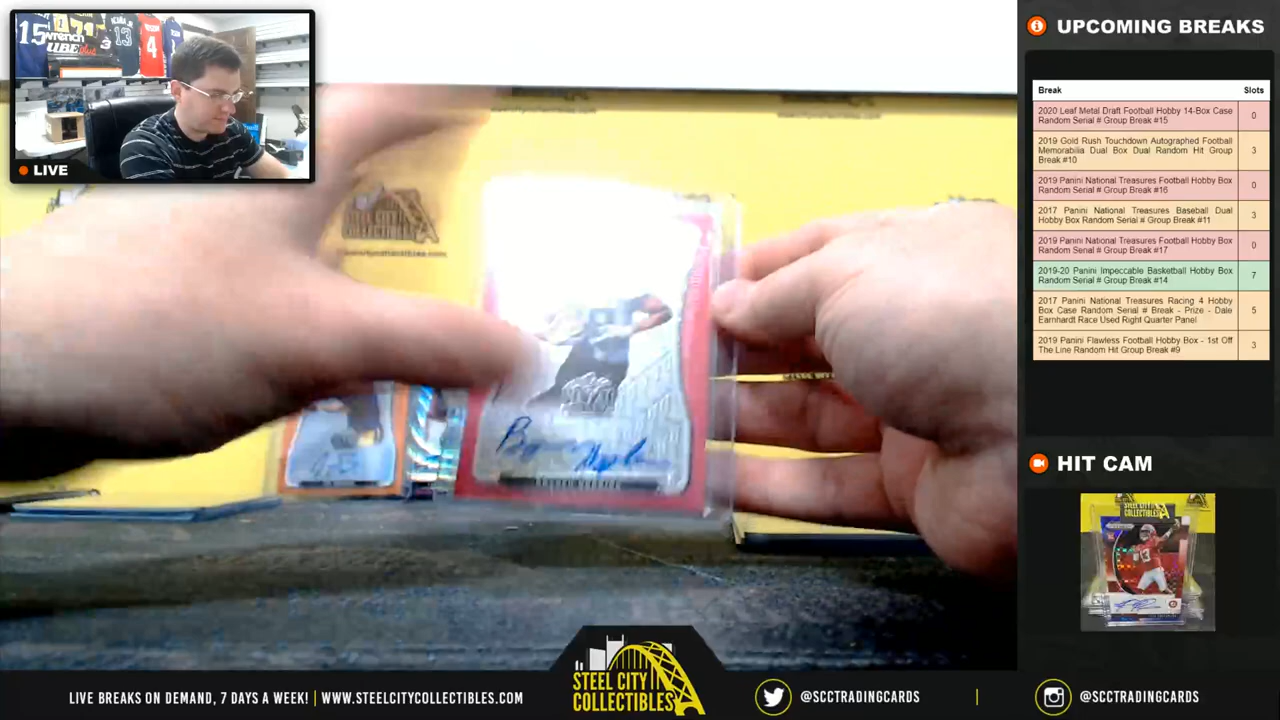 LIVE
UPCOMING BREAKS
Break Slots
2020 Leaf Metal Draft Football Hobby 14-Box Case
Random Serial # Group Break #15 0
2019 Gold Rush Touchdown Autographed Football
Memorabilia Dual Box Dual Random Hit Group
Break #10 3
2019 Panini National Treasures Football Hobby Box
Random Serial # Group Break #16 0
2017 Panini National Treasures Baseball Dual
Hobby Box Random Serial # Group Break #11 3
2019 Panini National Treasures Football Hobby Box
Random Serial # Group Break #17 0
2019-20 Panini Impeccable Basketball Hobby Box
Random Serial # Group Break #14 7
2017 Panini National Treasures Racing 4 Hobby
Box Case Random Serial # Break - Prize - Dale
Earnhardt Race Used Right Quarter Panel 5
2019 Panini Flawless Football Hobby Box - 1st Off
The Line Random Hit Group Break #9 3
HIT CAM
STEEL CITY
COLLECTIBLES
LIVE BREAKS ON DEMAND, 7 DAYS A WEEK! | WWW.STEELCITYCOLLECTIBLES.COM
STEEL CITY
COLLECTIBLES
@SCCTRADINGCARDS | @SCCTRADINGCARDS